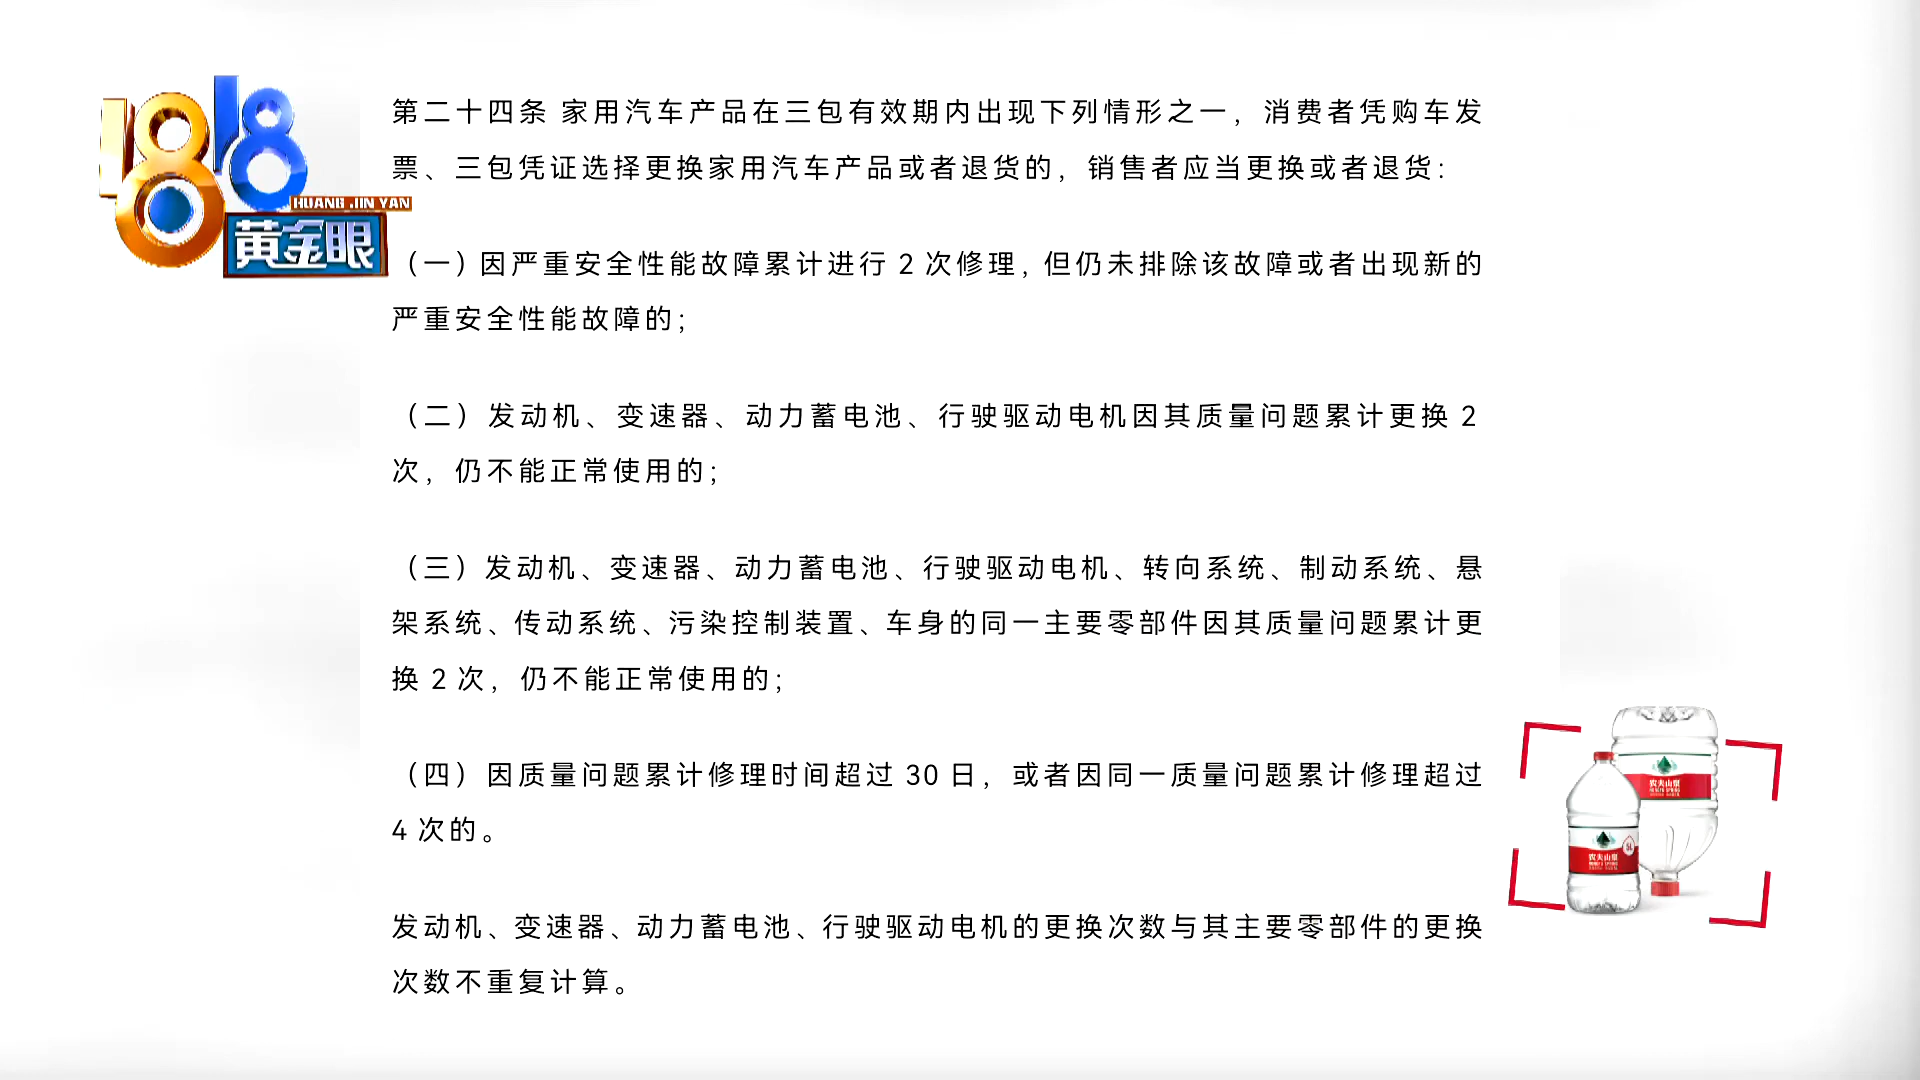 1818
HUANG JIN YAN
黄金眼
第二十四条 家用汽车产品在三包有效期内出现下列情形之一，消费者凭购车发
票、三包凭证选择更换家用汽车产品或者退货的，销售者应当更换或者退货：
（一）因严重安全性能故障累计进行 2 次修理，但仍未排除该故障或者出现新的
严重安全性能故障的；
（二）发动机、变速器、动力蓄电池、行驶驱动电机因其质量问题累计更换 2
次，仍不能正常使用的；
（三）发动机、变速器、动力蓄电池、行驶驱动电机、转向系统、制动系统、悬
架系统、传动系统、污染控制装置、车身的同一主要零部件因其质量问题累计更
换 2 次，仍不能正常使用的；
（四）因质量问题累计修理时间超过 30 日，或者因同一质量问题累计修理超过
4 次的。
发动机、变速器、动力蓄电池、行驶驱动电机的更换次数与其主要零部件的更换
次数不重复计算。
农夫山泉
NONGFU SPRING
农夫山泉
NONGFU SPRING
5L